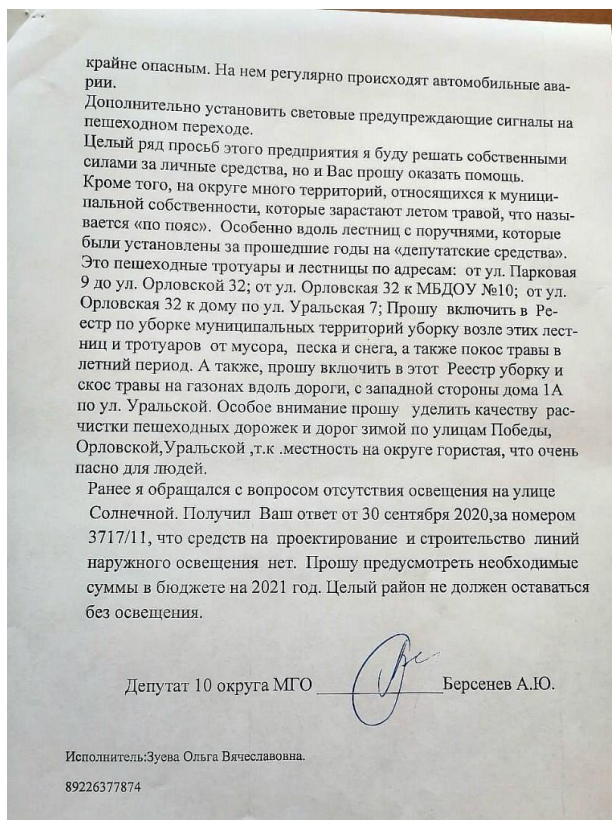 крайне опасным. На нем регулярно происходят автомобильные ава-
рии.
Дополнительно установить световые предупреждающие сигналы на
пешеходном переходе.
Целый ряд просьб этого предприятия я буду решать собственными
силами за личные средства, но и Вас прошу оказать помощь.
Кроме того, на округе много территорий, относящихся к муници-
пальной собственности, которые зарастают летом травой, что назы-
вается «по пояс». Особенно вдоль лестниц с поручнями, которые
были установлены за прошедшие годы на «депутатские средства».
Это пешеходные тротуары и лестницы по адресам: от ул. Парковая
9 до ул. Орловской 32; от ул. Орловская 32 к МБДОУ №10; от ул.
Орловская 32 к дому по ул. Уральская 7; Прошу включить в Ре-
естр по уборке муниципальных территорий уборку возле этих лест-
ниц и тротуаров от мусора, песка и снега, а также покос травы в
летний период. А также, прошу включить в этот Реестр уборку и
скос травы на газонах вдоль дороги, с западной стороны дома 1А
по ул. Уральской. Особое внимание прошу уделить качеству рас-
чистки пешеходных дорожек и дорог зимой по улицам Победы,
Орловской,Уральской ,т.к .местность на округе гористая, что очень
пасно для людей.
Ранее я обращался с вопросом отсутствия освещения на улице
Солнечной. Получил Ваш ответ от 30 сентября 2020,за номером
3717/11, что средств на проектирование и строительство линий
наружного освещения нет. Прошу предусмотреть необходимые
суммы в бюджете на 2021 год. Целый район не должен оставаться
без освещения.
Депутат 10 округа МГО ____________Берсенев А.Ю.
Исполнитель:Зуева Ольга Вячеславовна.
89226377874